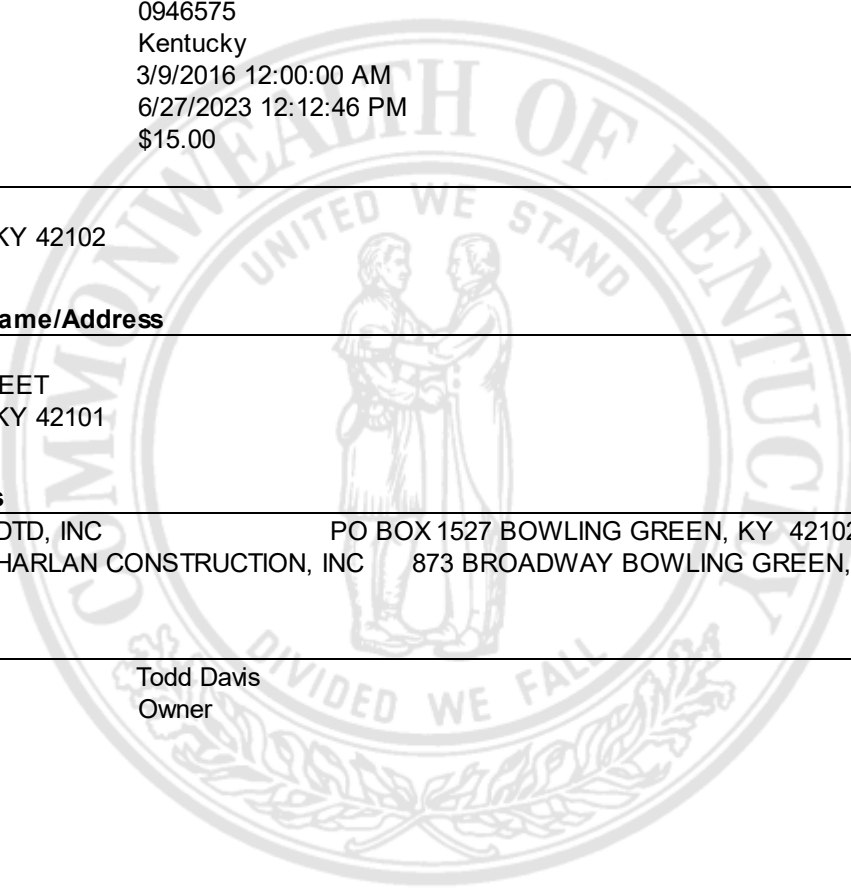 0946575
Kentucky
3/9/2016 12:00:00 AM
6/27/2023 12:12:46 PM
$15.00
KY 42102
ame/Address
EET
KY 42101
s
DTD, INC PO BOX 1527 BOWLING GREEN, KY 42102
HARLAN CONSTRUCTION, INC 873 BROADWAY BOWLING GREEN,
Todd Davis
Owner
COMMONWEALTH OF KENTUCKY
UNITED WE STAND
DIVIDED WE FALL